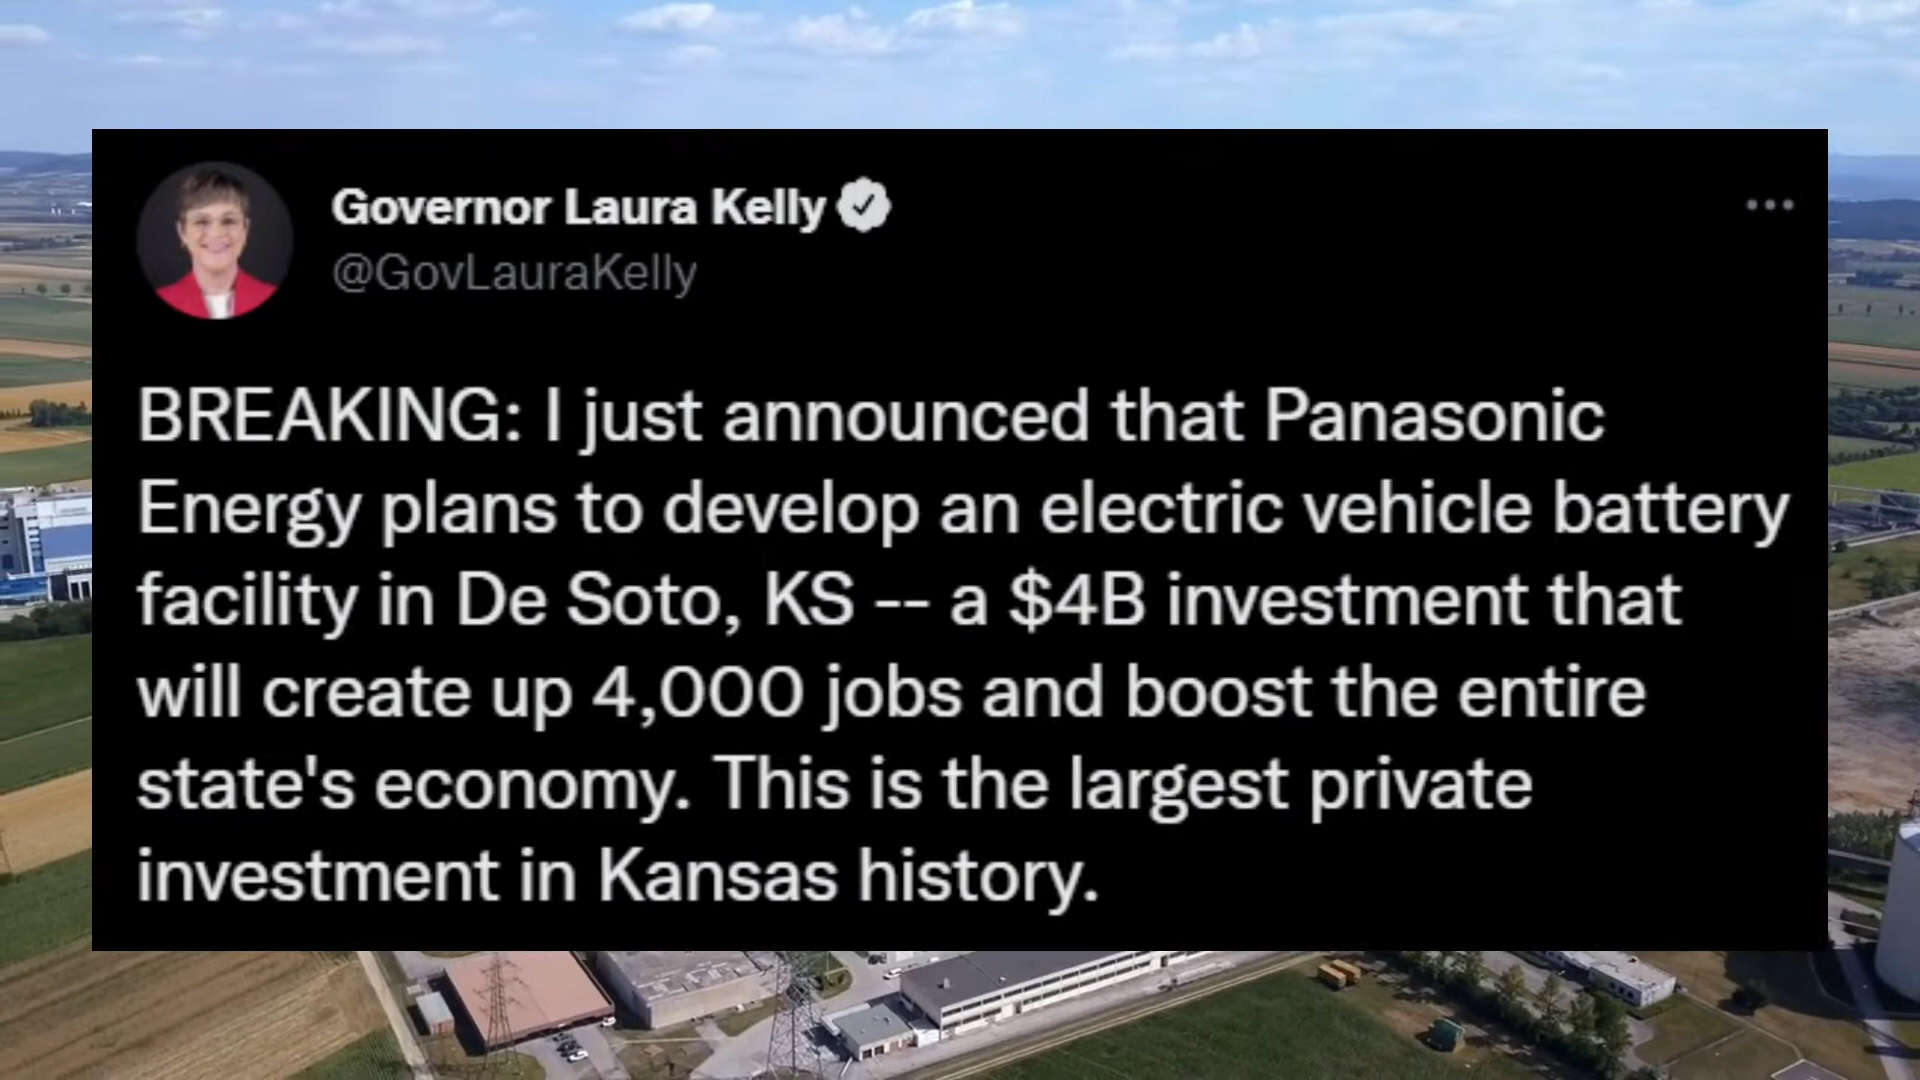 Governor Laura Kelly
@GovLauraKelly
BREAKING: I just announced that Panasonic
Energy plans to develop an electric vehicle battery
facility in De Soto, KS -- a $4B investment that
will create up 4,000 jobs and boost the entire
state's economy. This is the largest private
investment in Kansas history.